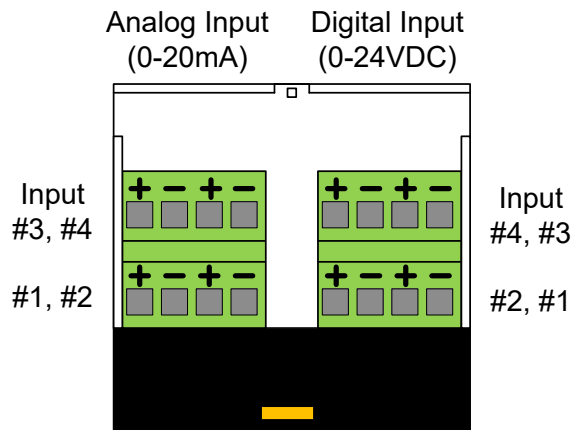 Analog Input
(0-20mA)
Digital Input
(0-24VDC)
Input
#3, #4
+ − + −
+ − + −
Input
#4, #3
#1, #2
+ − + −
+ − + −
#2, #1